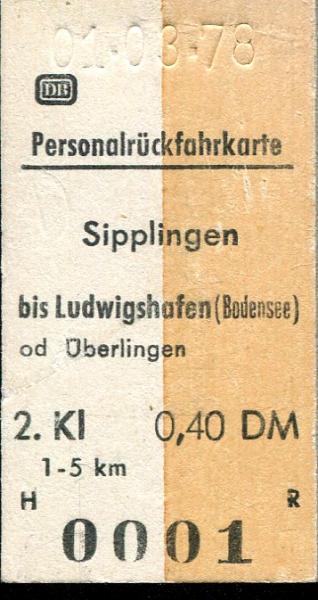 01·03·78
DB
Personalrückfahrkarte
Sipplingen
bis Ludwigshafen (Bodensee)
od Überlingen
2. Kl 0,40 DM
1-5 km
H R
0001